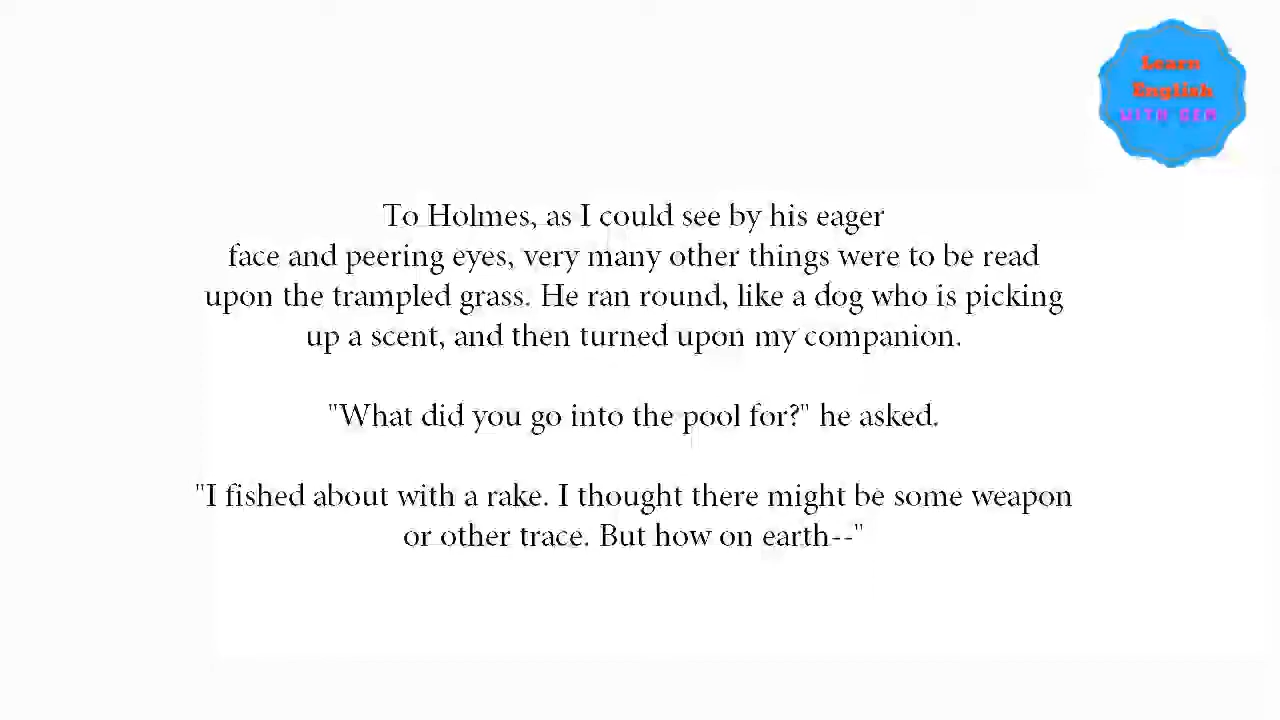 Learn
English
WITH GEM
To Holmes, as I could see by his eager
face and peering eyes, very many other things were to be read
upon the trampled grass. He ran round, like a dog who is picking
up a scent, and then turned upon my companion.
"What did you go into the pool for?" he asked.
"I fished about with a rake. I thought there might be some weapon
or other trace. But how on earth--"